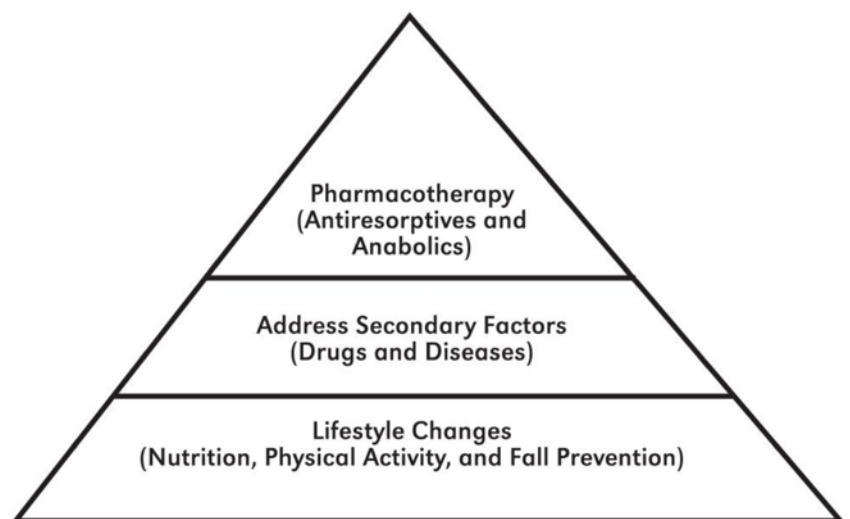 Pharmacotherapy
(Antiresorptives and
Anabolics)
Address Secondary Factors
(Drugs and Diseases)
Lifestyle Changes
(Nutrition, Physical Activity, and Fall Prevention)